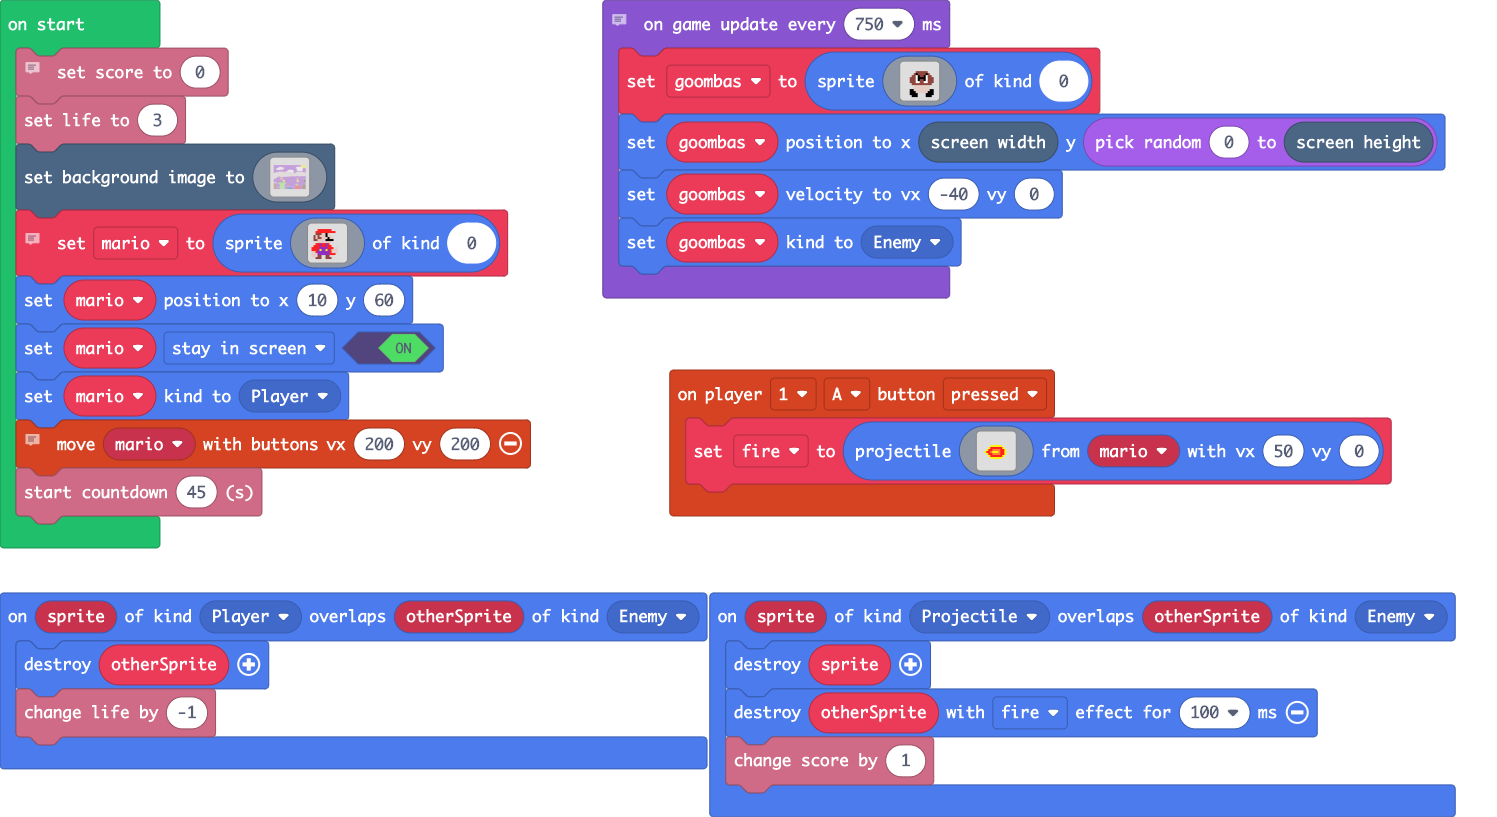 on start
set score to 0
set life to 3
set background image to
set mario to sprite of kind 0
set mario position to x 10 y 60
set mario stay in screen ON
set mario kind to Player
move mario with buttons vx 200 vy 200
start countdown 45 (s)
on game update every 750 ms
set goombas to sprite of kind 0
set goombas position to x screen width y pick random 0 to screen height
set goombas velocity to vx -40 vy 0
set goombas kind to Enemy
on player 1 A button pressed
set fire to projectile from mario with vx 50 vy 0
on sprite of kind Player overlaps otherSprite of kind Enemy
destroy otherSprite
change life by -1
on sprite of kind Projectile overlaps otherSprite of kind Enemy
destroy sprite
destroy otherSprite with fire effect for 100 ms
change score by 1